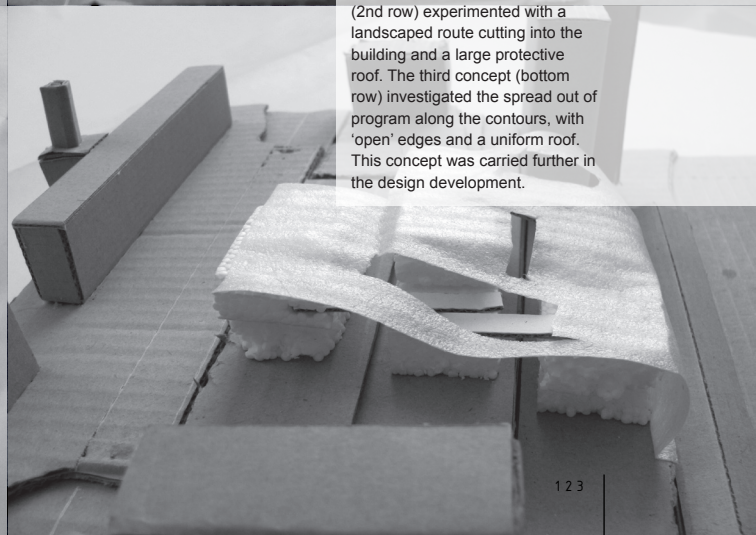 (2nd row) experimented with a
landscaped route cutting into the
building and a large protective
roof. The third concept (bottom
row) investigated the spread out of
program along the contours, with
‘open’ edges and a uniform roof.
This concept was carried further in
the design development.
123